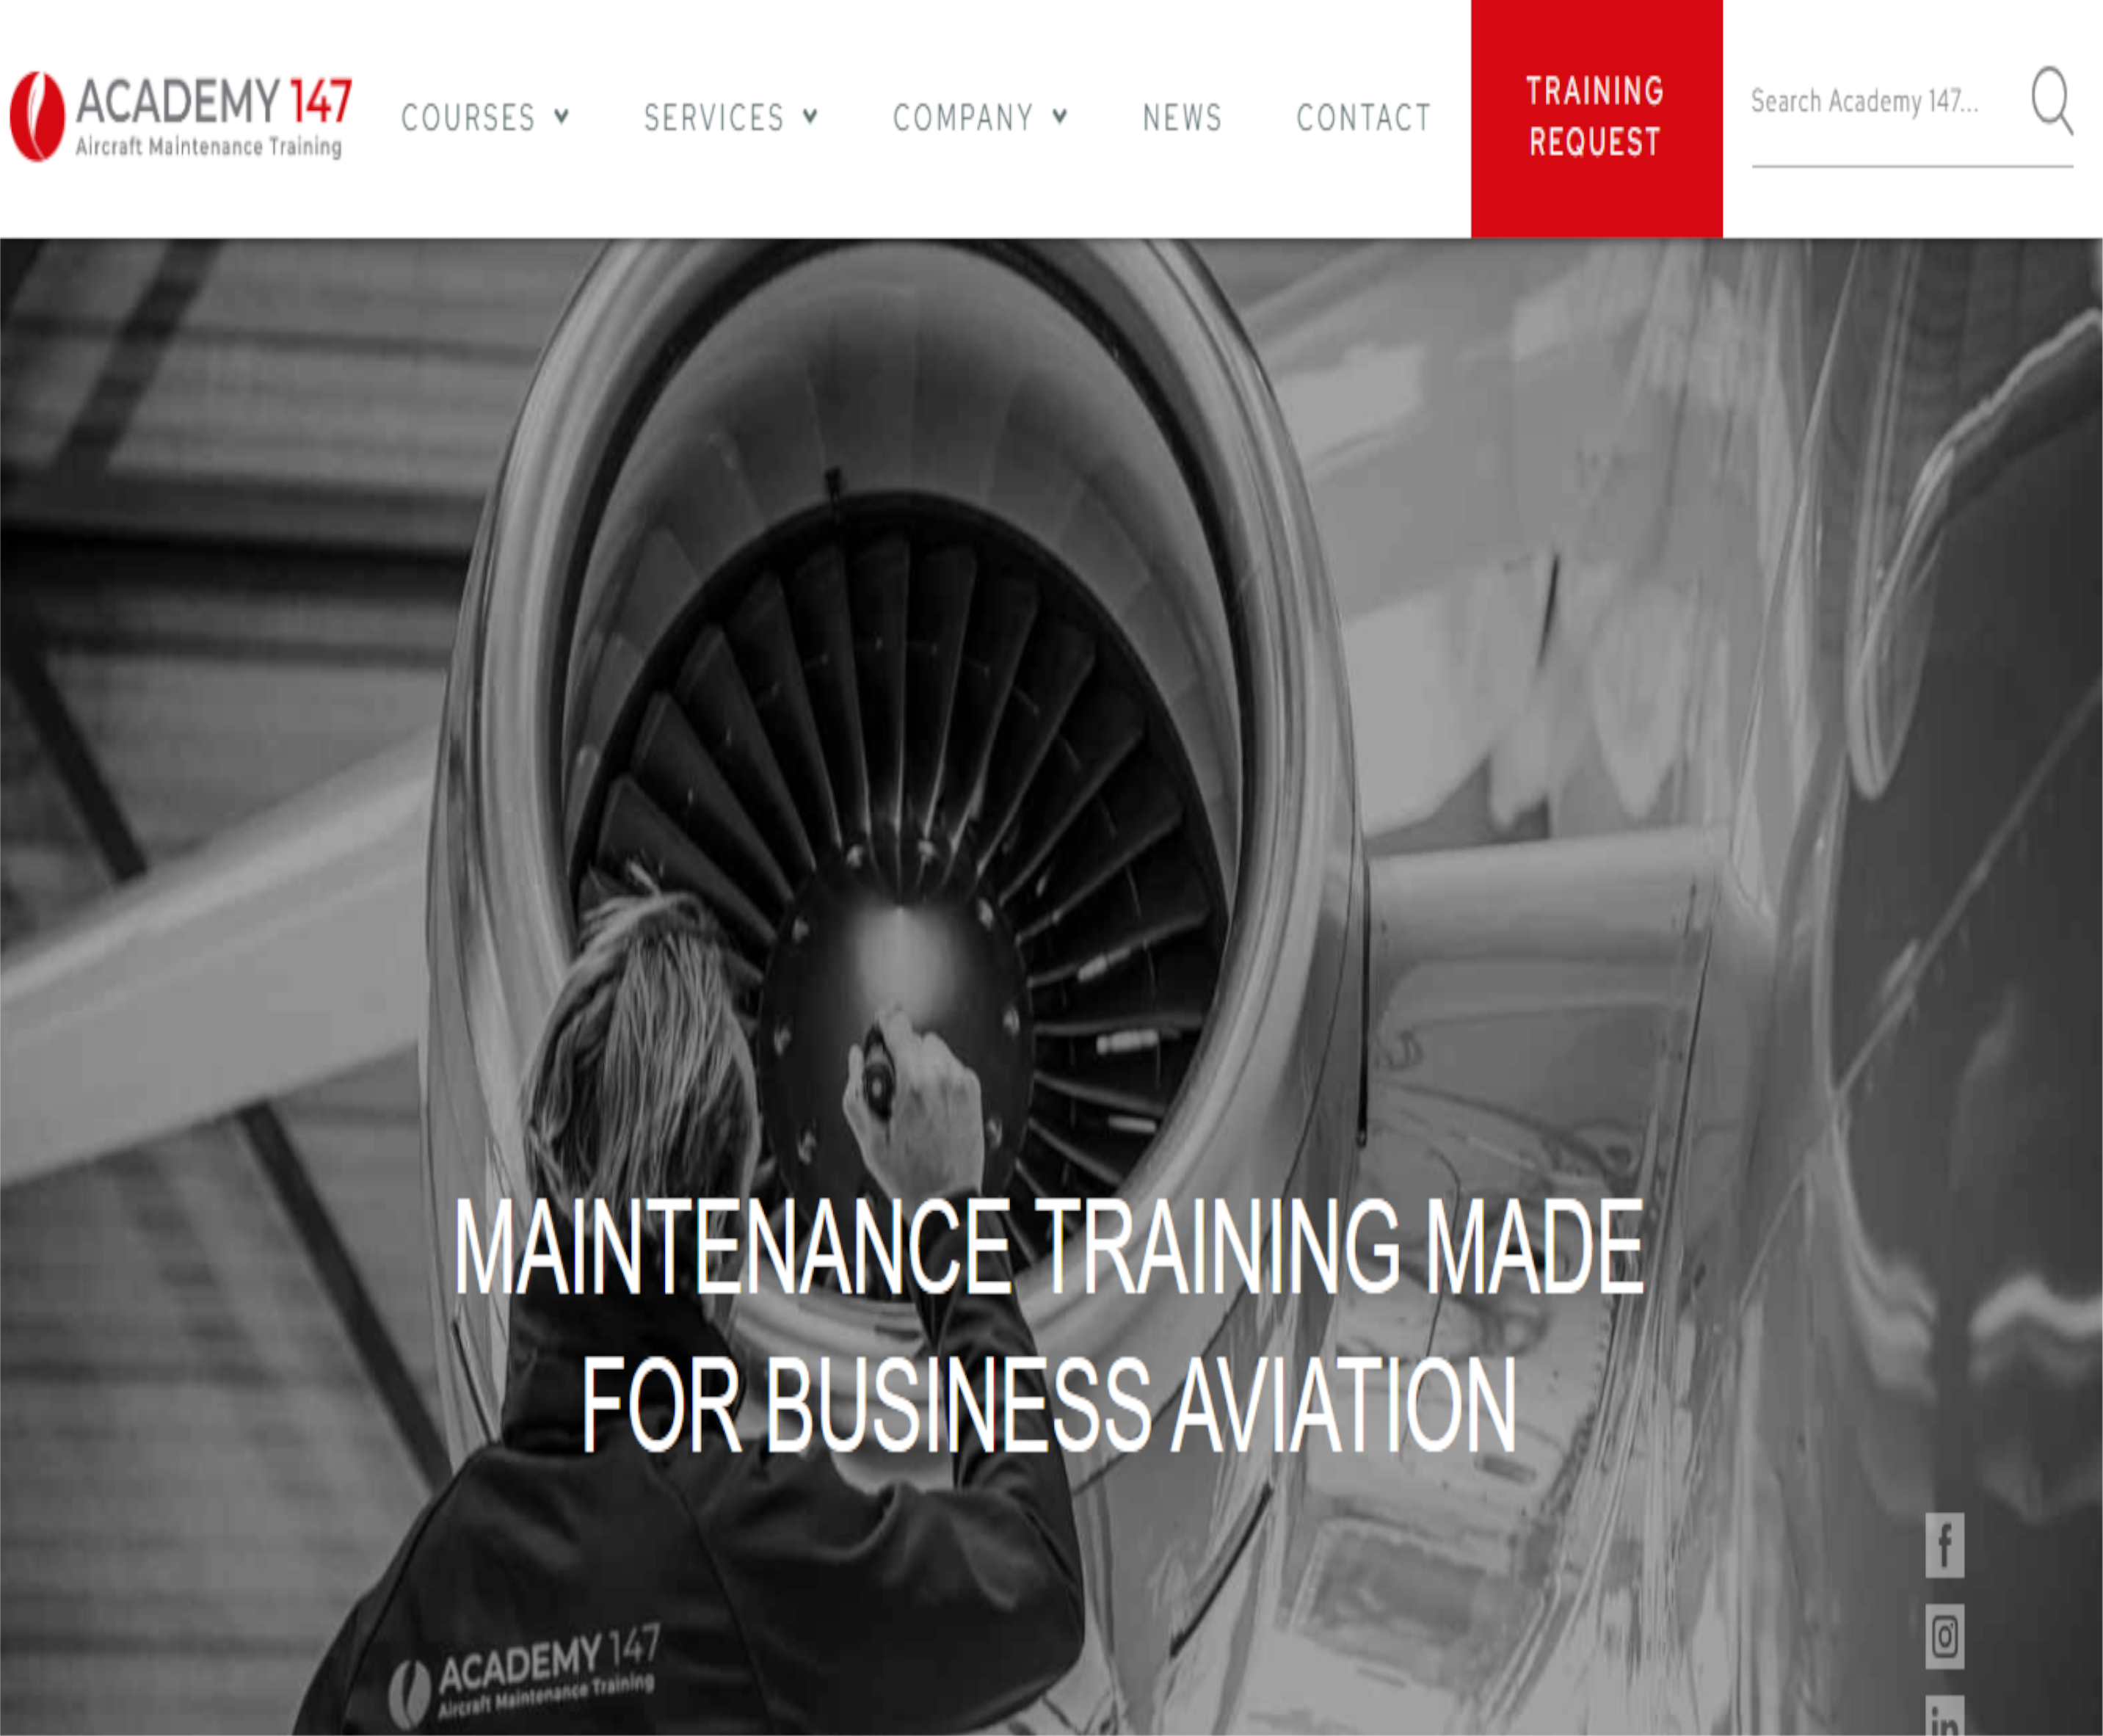 ACADEMY 147
Aircraft Maintenance Training
COURSES
SERVICES
COMPANY
NEWS
CONTACT
TRAINING
REQUEST
Search Academy 147...
MAINTENANCE TRAINING MADE
FOR BUSINESS AVIATION
ACADEMY 147
Aircraft Maintenance Training
f
in